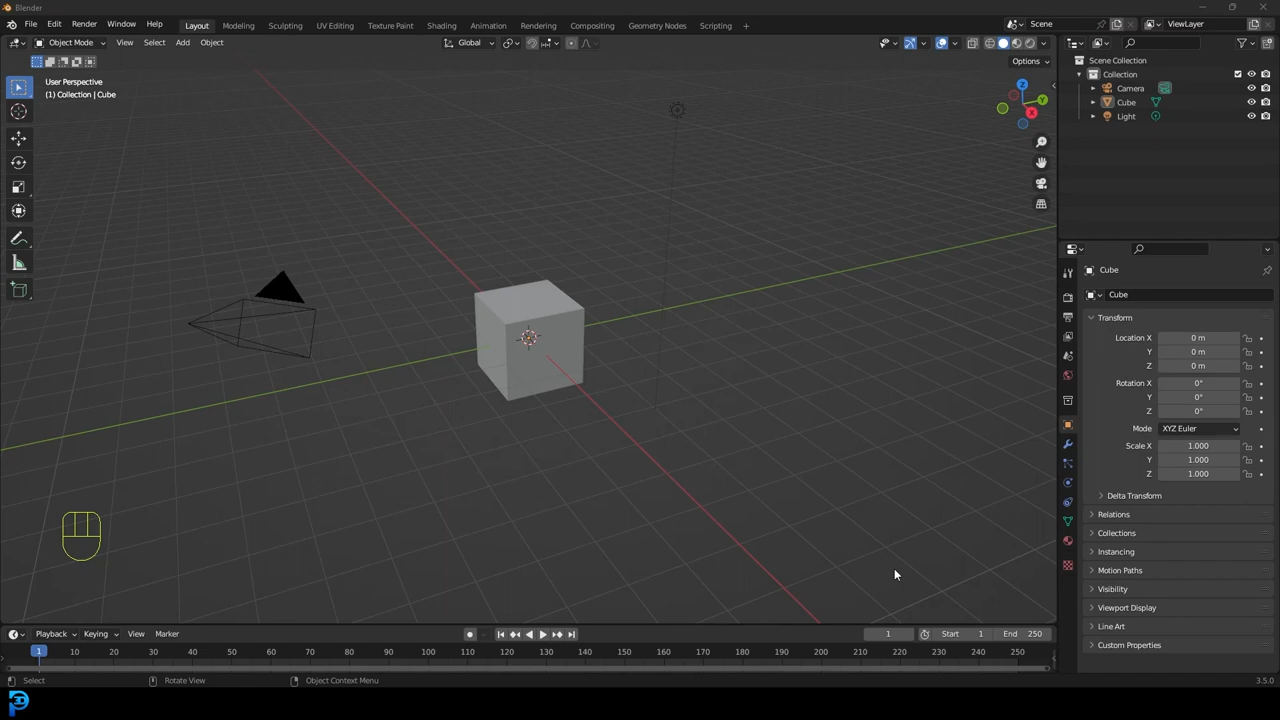 Blender
File Edit Render Window Help Layout Modeling Sculpting UV Editing Texture Paint Shading Animation Rendering Compositing Geometry Nodes Scripting + Scene ViewLayer
Object Mode View Select Add Object Global
Options
User Perspective
(1) Collection | Cube
Z
Y
X
Scene Collection
Collection
Camera
Cube
Light
Cube
Cube
Transform
Location X 0 m
Y 0 m
Z 0 m
Rotation X 0°
Y 0°
Z 0°
Mode XYZ Euler
Scale X 1.000
Y 1.000
Z 1.000
Delta Transform
Relations
Collections
Instancing
Motion Paths
Visibility
Viewport Display
Line Art
Custom Properties
Playback Keying View Marker 1 Start 1 End 250
1 10 20 30 40 50 60 70 80 90 100 110 120 130 140 150 160 170 180 190 200 210 220 230 240 250
Select Rotate View Object Context Menu 3.5.0